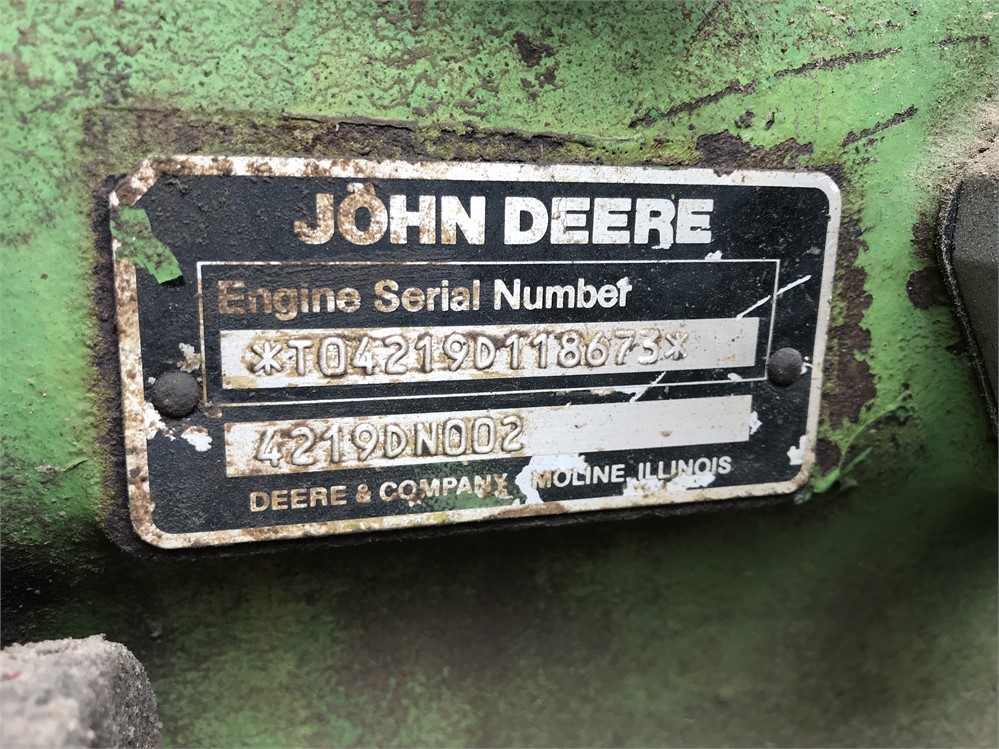 JOHN DEERE
Engine Serial Number
*T04219D118673*
4219DN002
DEERE & COMPANY MOLINE, ILLINOIS